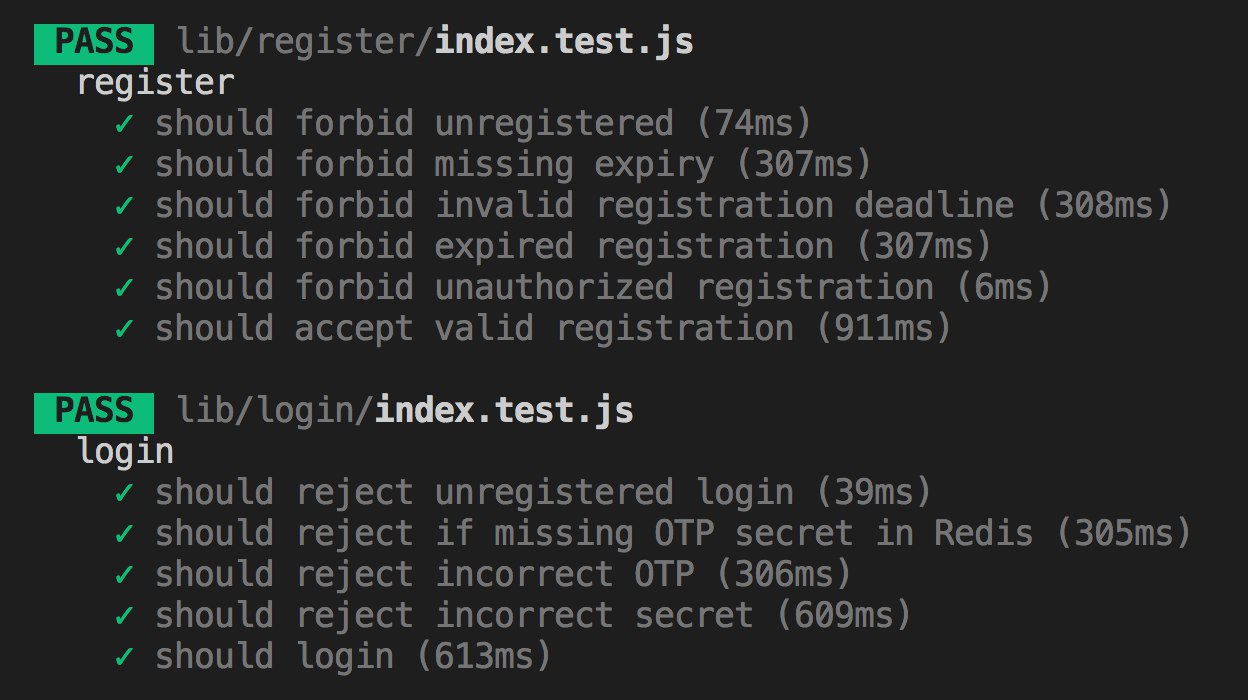 PASS lib/register/index.test.js
register
✓ should forbid unregistered (74ms)
✓ should forbid missing expiry (307ms)
✓ should forbid invalid registration deadline (308ms)
✓ should forbid expired registration (307ms)
✓ should forbid unauthorized registration (6ms)
✓ should accept valid registration (911ms)
PASS lib/login/index.test.js
login
✓ should reject unregistered login (39ms)
✓ should reject if missing OTP secret in Redis (305ms)
✓ should reject incorrect OTP (306ms)
✓ should reject incorrect secret (609ms)
✓ should login (613ms)